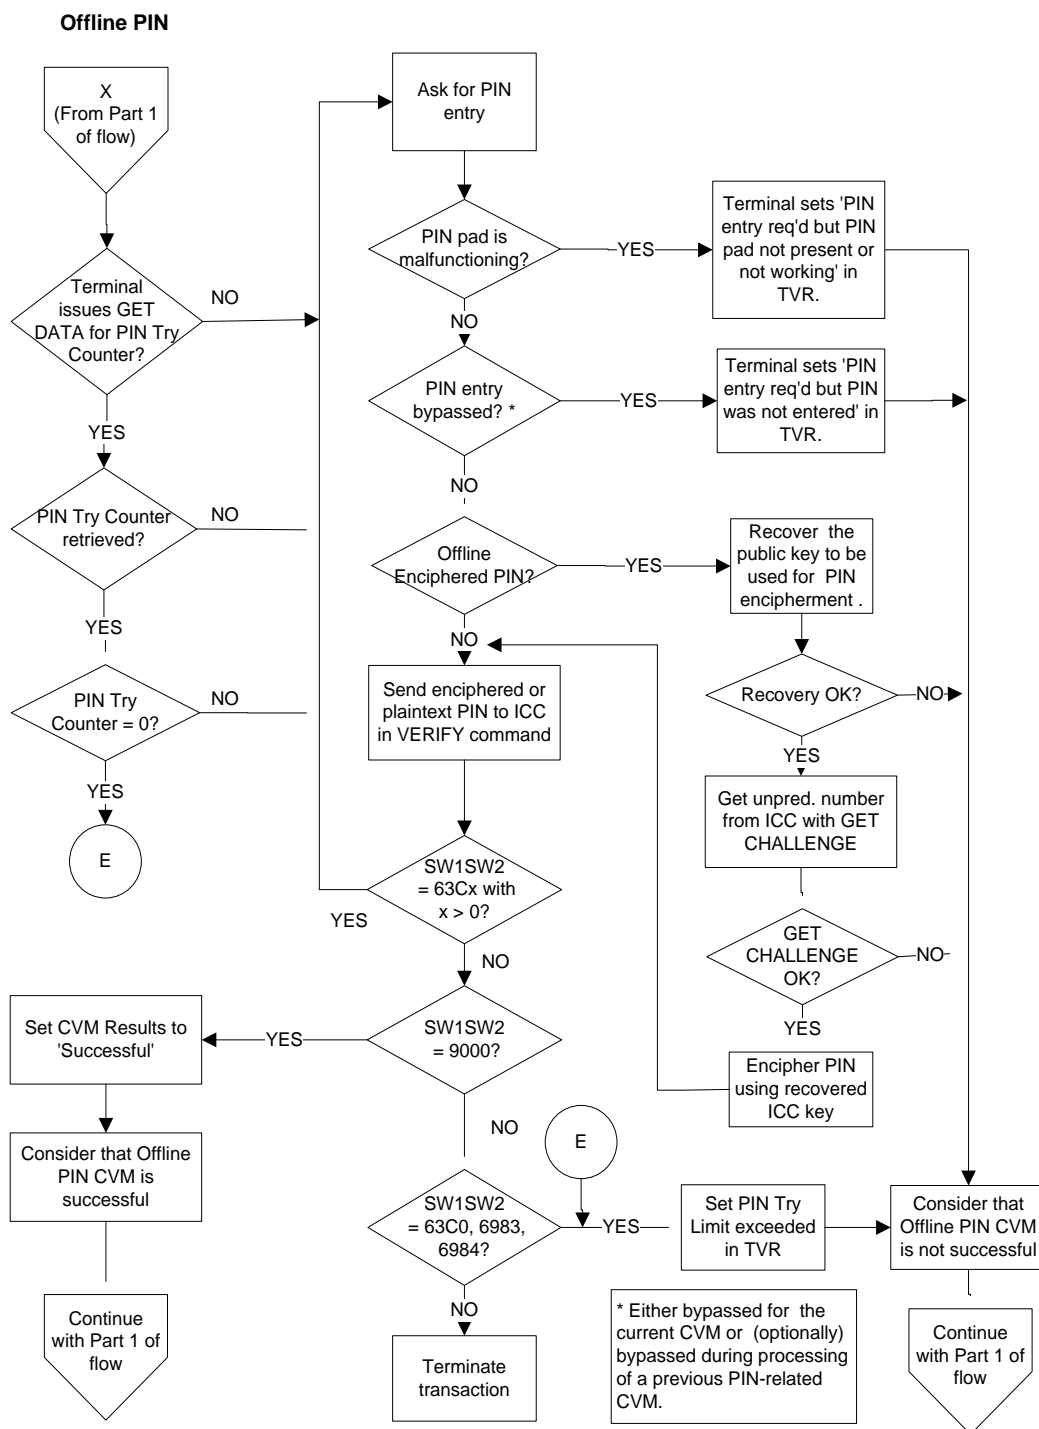 Offline PIN
X
(From Part 1
of flow)
Terminal
issues GET
DATA for PIN Try
Counter?
NO
YES
PIN Try Counter
retrieved?
NO
YES
PIN Try
Counter = 0?
NO
YES
E
Ask for PIN
entry
PIN pad is
malfunctioning?
YES
Terminal sets 'PIN
entry req'd but PIN
pad not present or
not working' in
TVR.
NO
PIN entry
bypassed? *
YES
Terminal sets 'PIN
entry req'd but PIN
was not entered' in
TVR.
NO
Offline
Enciphered PIN?
YES
Recover the
public key to be
used for PIN
encipherment .
NO
Recovery OK?
NO
YES
Get unpred. number
from ICC with GET
CHALLENGE
GET
CHALLENGE
OK?
NO
YES
Encipher PIN
using recovered
ICC key
Send enciphered or
plaintext PIN to ICC
in VERIFY command
SW1SW2
= 63Cx with
x > 0?
YES
NO
SW1SW2
= 9000?
YES
Set CVM Results to
'Successful'
Consider that Offline
PIN CVM is
successful
Continue
with Part 1 of
flow
NO
E
SW1SW2
= 63C0, 6983,
6984?
YES
Set PIN Try
Limit exceeded
in TVR
Consider that
Offline PIN CVM
is not successful
NO
Terminate
transaction
* Either bypassed for the
current CVM or (optionally)
bypassed during processing
of a previous PIN-related
CVM.
Continue
with Part 1 of
flow